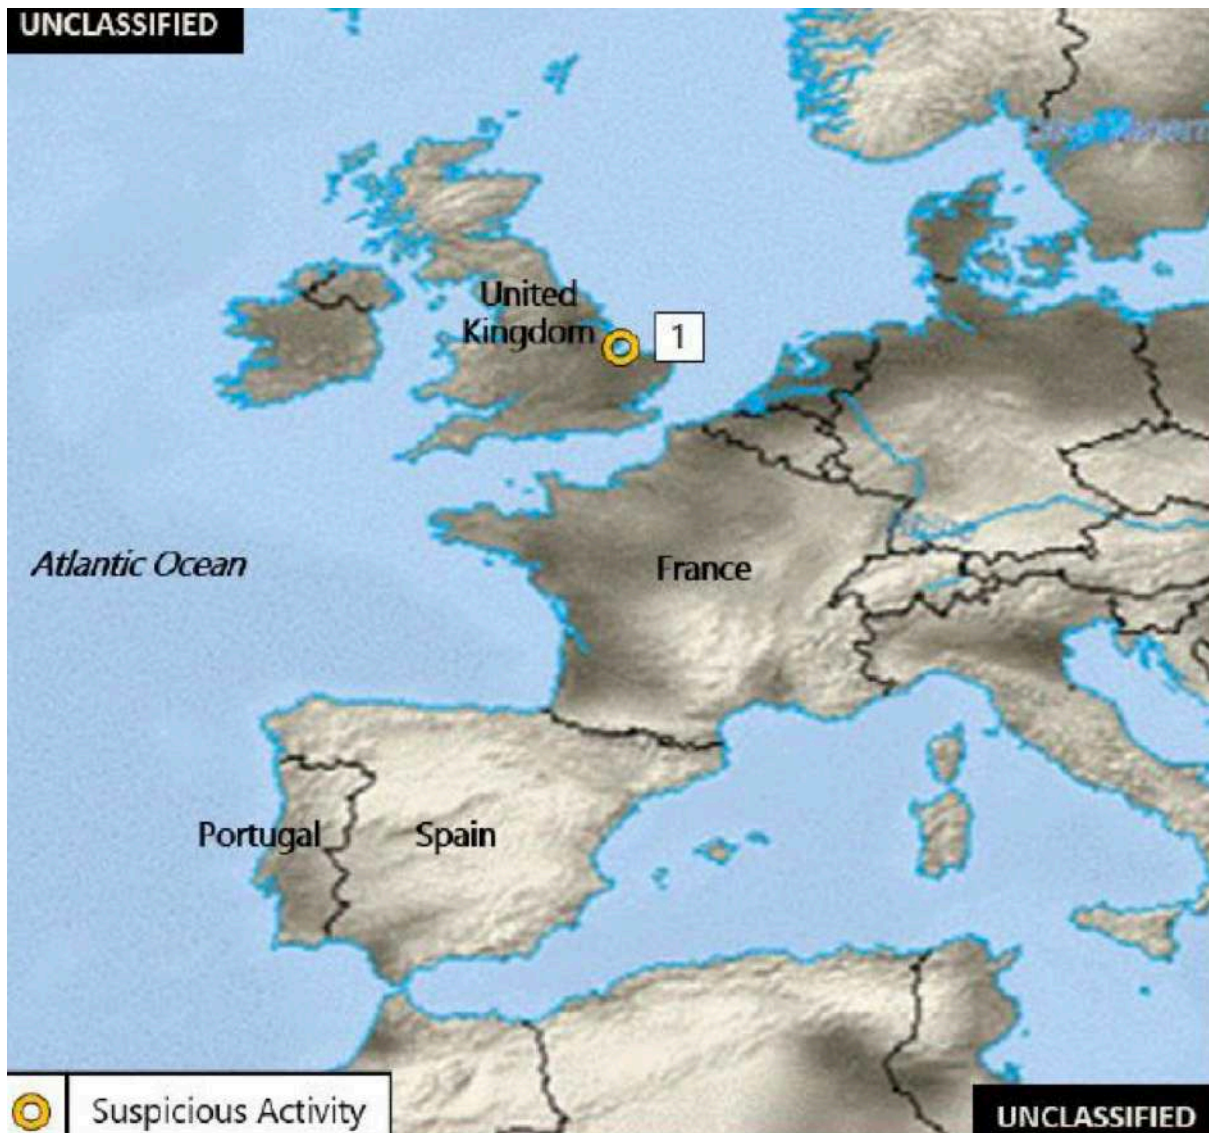 UNCLASSIFIED
United
Kingdom
1
Atlantic Ocean
France
Portugal
Spain
Suspicious Activity
UNCLASSIFIED